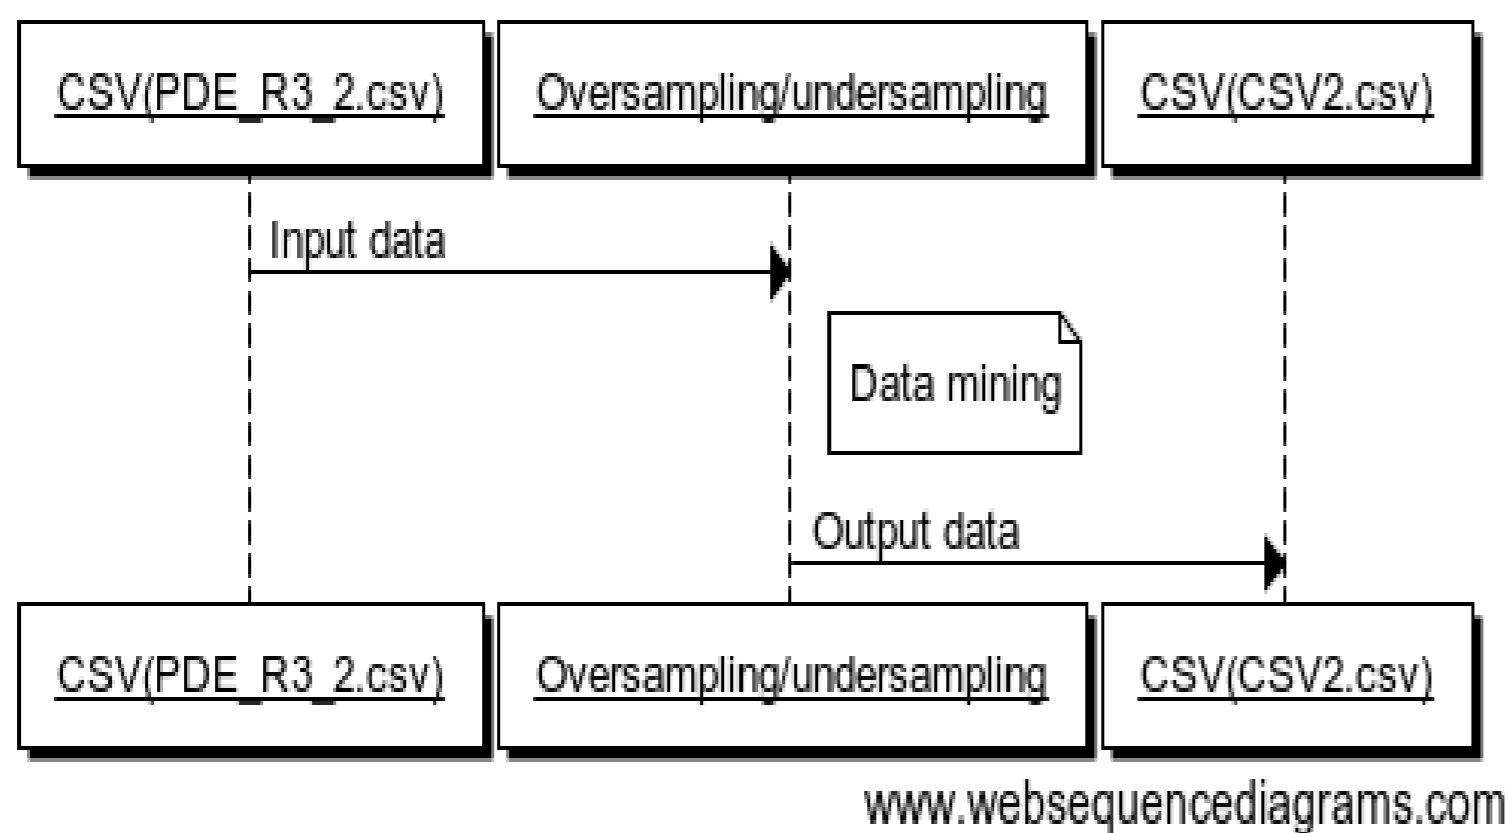 CSV(PDE_R3_2.csv)
Oversampling/undersampling
CSV(CSV2.csv)
Input data
Data mining
Output data
CSV(PDE_R3_2.csv)
Oversampling/undersampling
CSV(CSV2.csv)
www.websequencediagrams.com